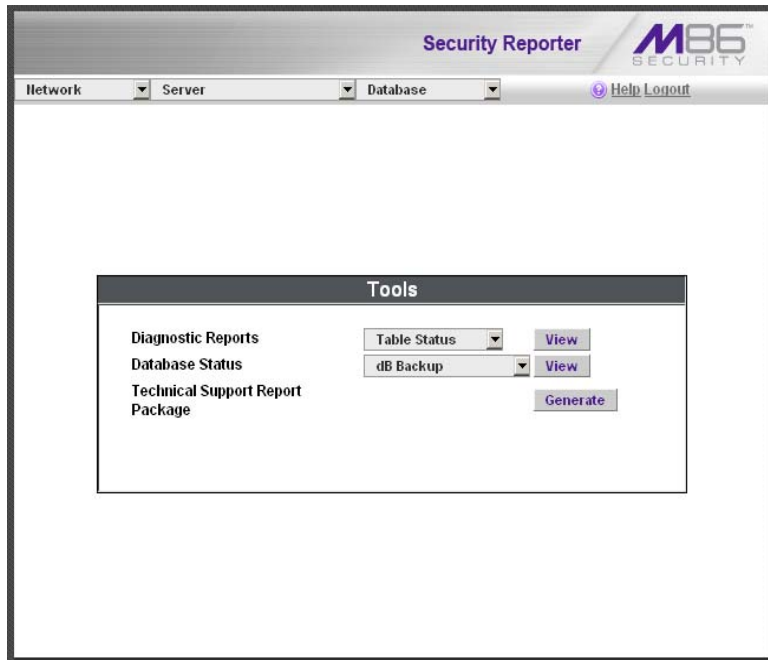 Security Reporter
M86™
SECURITY
Network Server Database Help Logout
Tools
Diagnostic Reports Table Status View
Database Status dB Backup View
Technical Support Report
Package
Generate